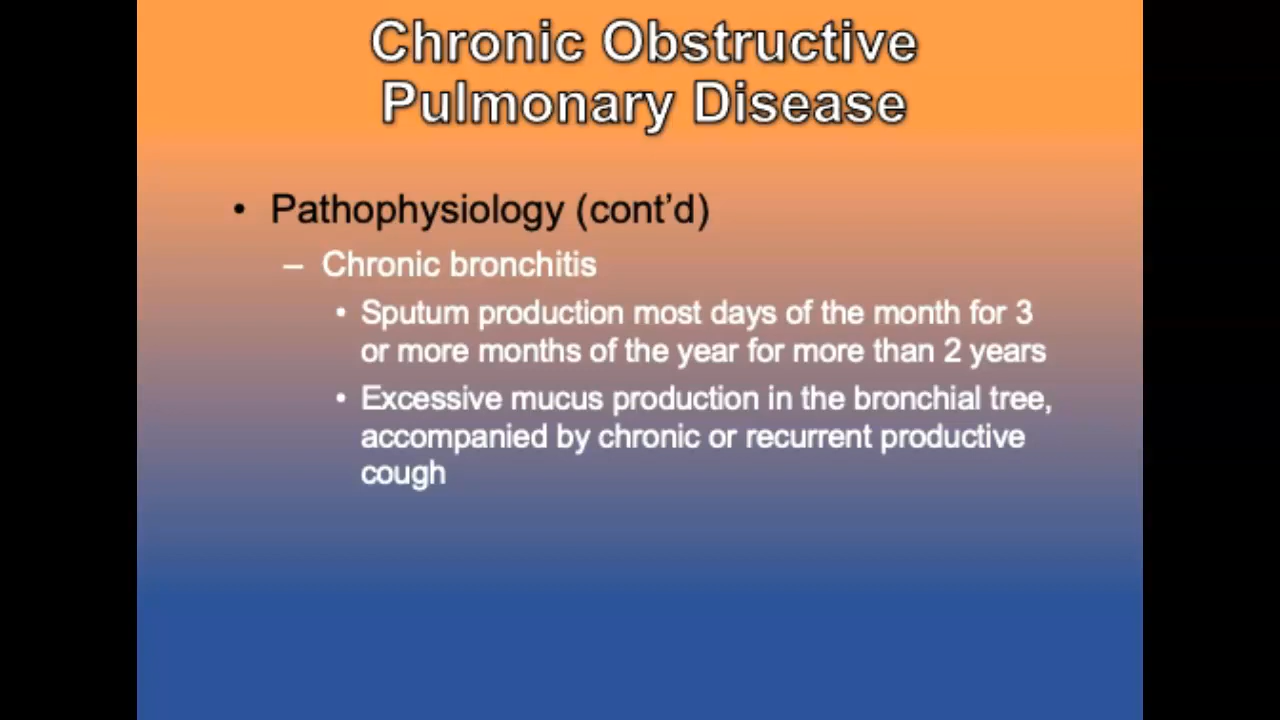 Chronic Obstructive
Pulmonary Disease
• Pathophysiology (cont’d)
– Chronic bronchitis
• Sputum production most days of the month for 3
or more months of the year for more than 2 years
• Excessive mucus production in the bronchial tree,
accompanied by chronic or recurrent productive
cough